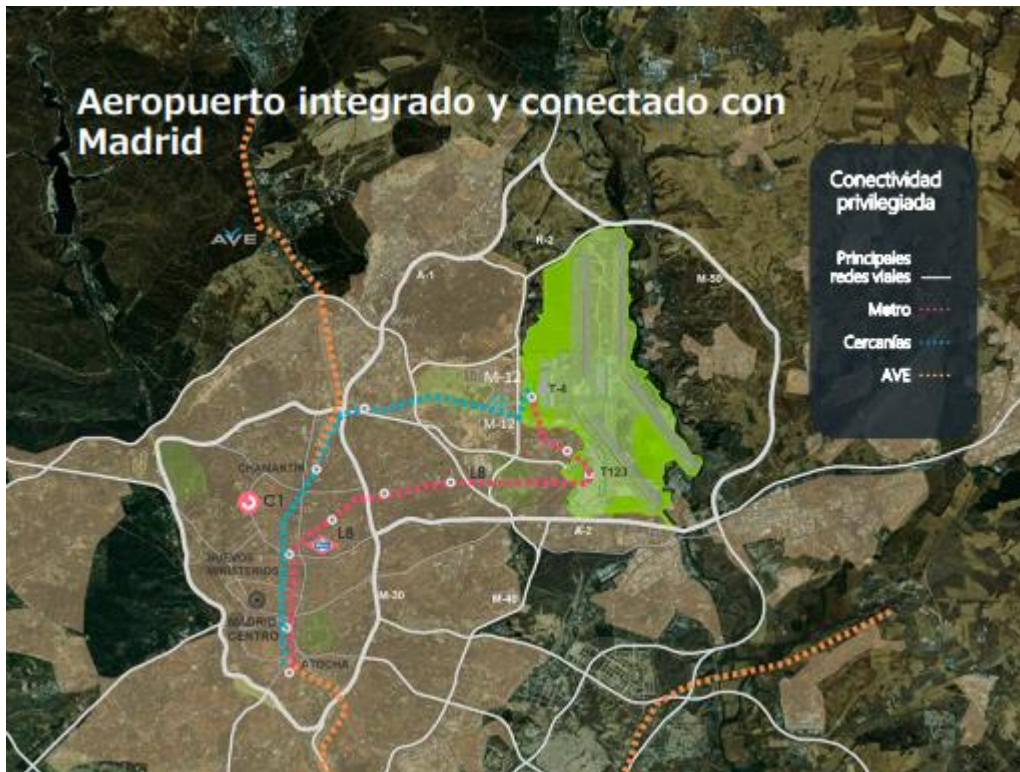 Aeropuerto integrado y conectado con
Madrid
Conectividad
privilegiada
Principales
redes viales
Metro
Cercanías
AVE
AVE
R-2
A-1
M-50
M-12
T-4
M-12
CHAMARTÍN
L8
T123
C1
L8
A-2
NUEVOS
MINISTERIOS
M-30
M-40
MADRID
CENTRO
ATOCHA